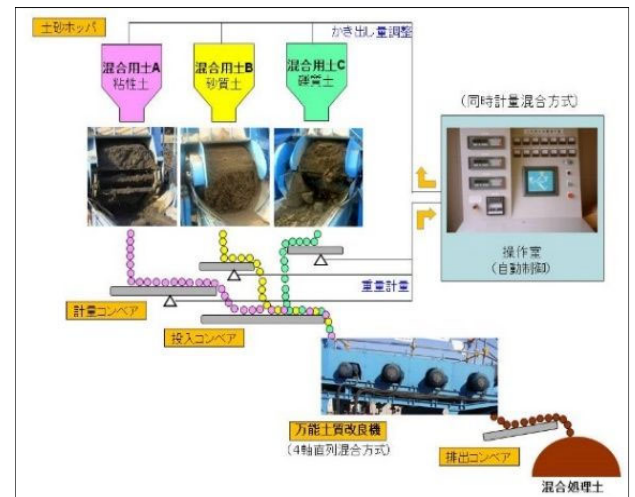 土砂ホッパ
かき出し量調整
混合用土A
粘性土
混合用土B
砂質土
混合用土C
礫質土
(同時計量混合方式)
操作室
(自動制御)
重量計量
計量コンベア
投入コンベア
万能土質改良機
(4軸直列混合方式)
排出コンベア
混合処理土